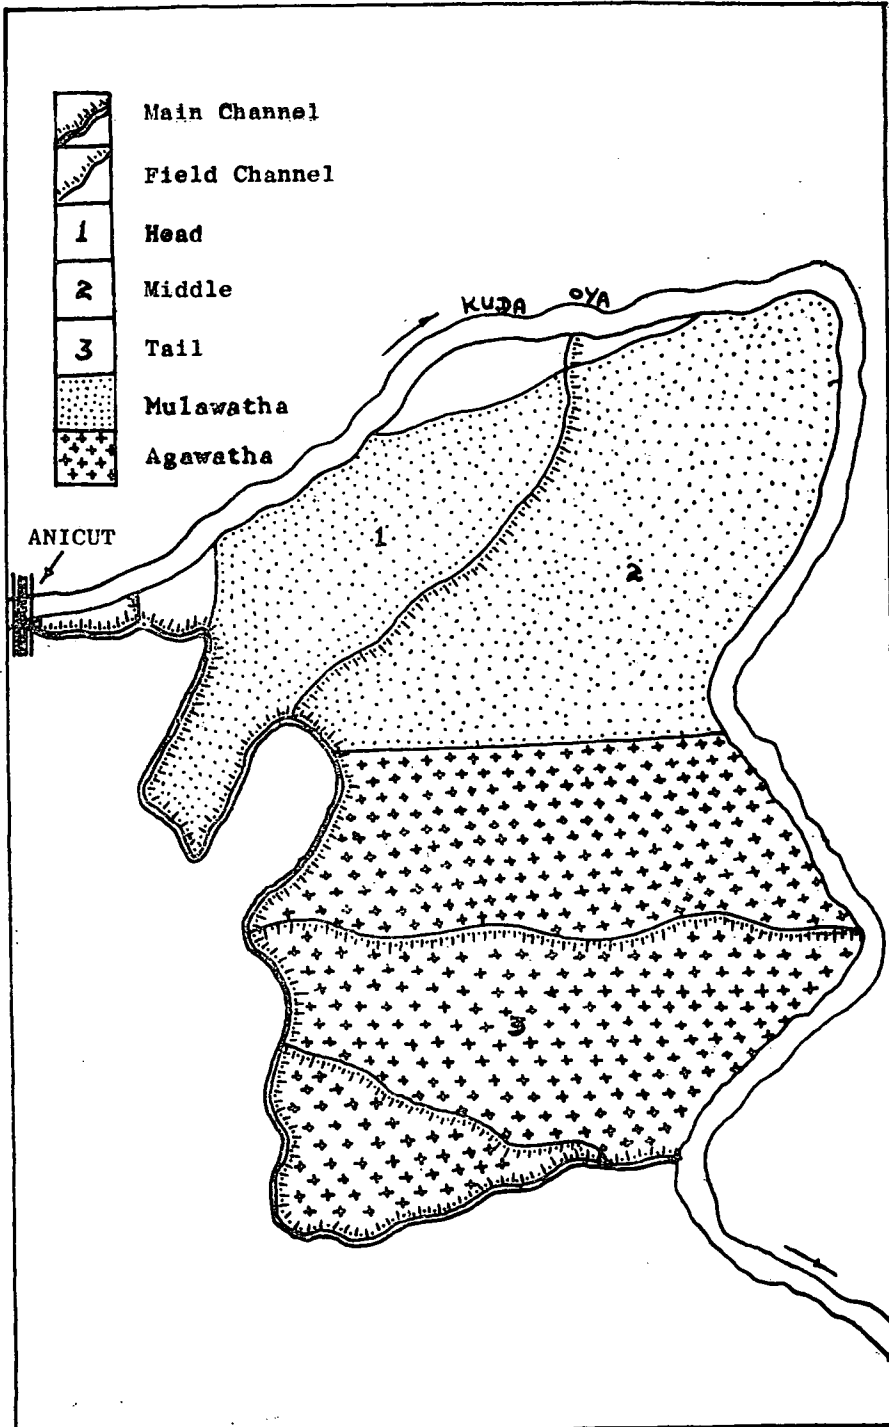 Main Channel
Field Channel
1 Head
2 Middle
3 Tail
Mulawatha
Agawatha
KUDA OYA
ANICUT
1
2
3